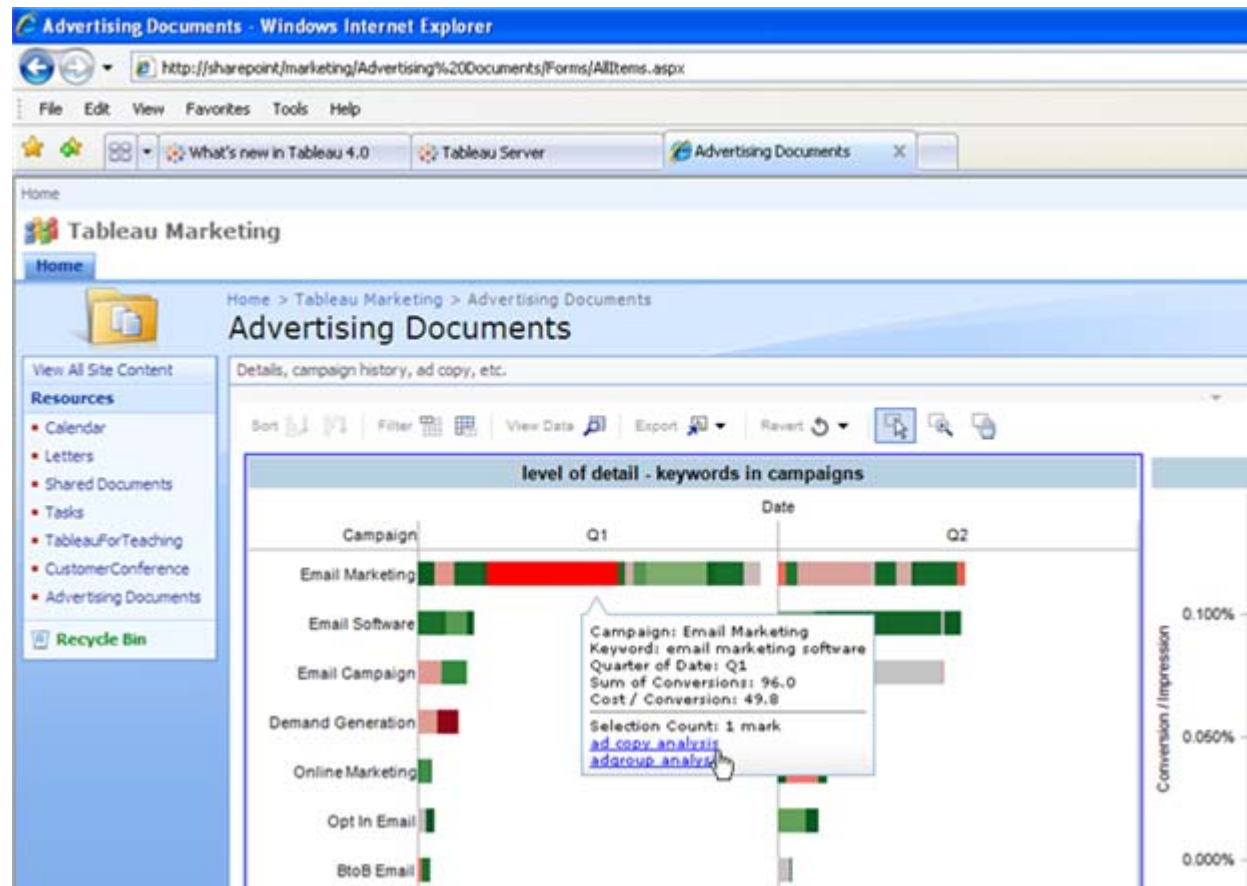 Advertising Documents - Windows Internet Explorer
http://sharepoint/marketing/Advertising%20Documents/Forms/AllItems.aspx
File Edit View Favorites Tools Help
What's new in Tableau 4.0 Tableau Server Advertising Documents X
Home
Tableau Marketing
Home
Home > Tableau Marketing > Advertising Documents
Advertising Documents
View All Site Content
Details, campaign history, ad copy, etc.
Resources
Calendar
Letters
Shared Documents
Tasks
TableauForTeaching
CustomerConference
Advertising Documents
Recycle Bin
Sort Filter View Data Export Revert
level of detail - keywords in campaigns
Date
Campaign Q1 Q2
Email Marketing
Email Software
Email Campaign
Demand Generation
Online Marketing
Opt In Email
BtoB Email
Campaign: Email Marketing
Keyword: email marketing software
Quarter of Date: Q1
Sum of Conversions: 96.0
Cost / Conversion: 49.8
Selection Count: 1 mark
ad copy analysis
adgroup analys
Conversion / Impression
0.100%
0.050%
0.000%